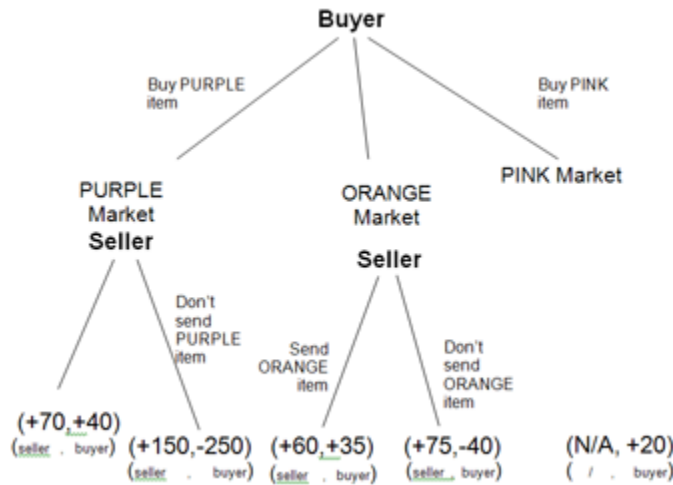 Buyer
Buy PURPLE
item
Buy PINK
item
PURPLE
Market
Seller
ORANGE
Market
Seller
PINK Market
Don't
send
PURPLE
item
Send
ORANGE
item
Don't
send
ORANGE
item
(+70,+40)
(seller , buyer)
(+150,-250)
(seller , buyer)
(+60,+35)
(seller , buyer)
(+75,-40)
(seller , buyer)
(N/A, +20)
( / , buyer)